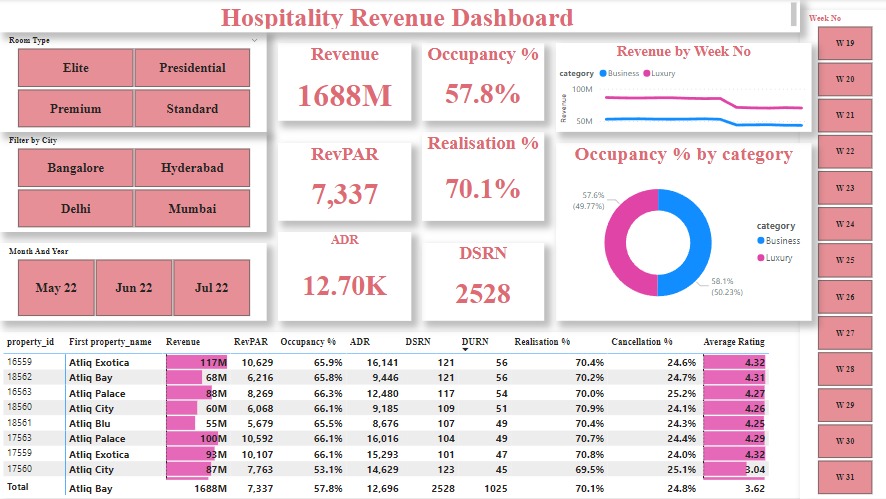 Hospitality Revenue Dashboard
Room Type
Elite
Presidential
Premium
Standard
Filter by City
Bangalore
Hyderabad
Delhi
Mumbai
Month And Year
May 22
Jun 22
Jul 22
Revenue
1688M
Occupancy %
57.8%
RevPAR
7,337
Realisation %
70.1%
ADR
12.70K
DSRN
2528
Revenue by Week No
category Business Luxury
Revenue
100M
50M
Occupancy % by category
57.6%
(49.77%)
58.1%
(50.23%)
category
Business
Luxury
Week No
W 19
W 20
W 21
W 22
W 23
W 24
W 25
W 26
W 27
W 28
W 29
W 30
W 31
property_id First property_name Revenue RevPAR Occupancy % ADR DSRN DURN Realisation % Cancellation % Average Rating
16559 Atliq Exotica 117M 10,629 65.9% 16,141 121 56 70.4% 24.6% 4.32
18562 Atliq Bay 68M 6,216 65.8% 9,446 121 56 70.2% 24.7% 4.31
16563 Atliq Palace 88M 8,269 66.3% 12,480 117 54 70.0% 25.2% 4.27
18560 Atliq City 60M 6,068 66.1% 9,185 109 51 70.9% 24.1% 4.26
18561 Atliq Blu 55M 5,679 65.5% 8,676 107 49 70.4% 24.3% 4.25
17563 Atliq Palace 100M 10,592 66.1% 16,016 104 49 70.7% 24.4% 4.29
17559 Atliq Exotica 93M 10,107 66.1% 15,293 101 47 70.8% 24.0% 4.32
17560 Atliq City 87M 7,763 53.1% 14,629 123 45 69.5% 25.1% 3.04
Total Atliq Bay 1688M 7,337 57.8% 12,696 2528 1025 70.1% 24.8% 3.62